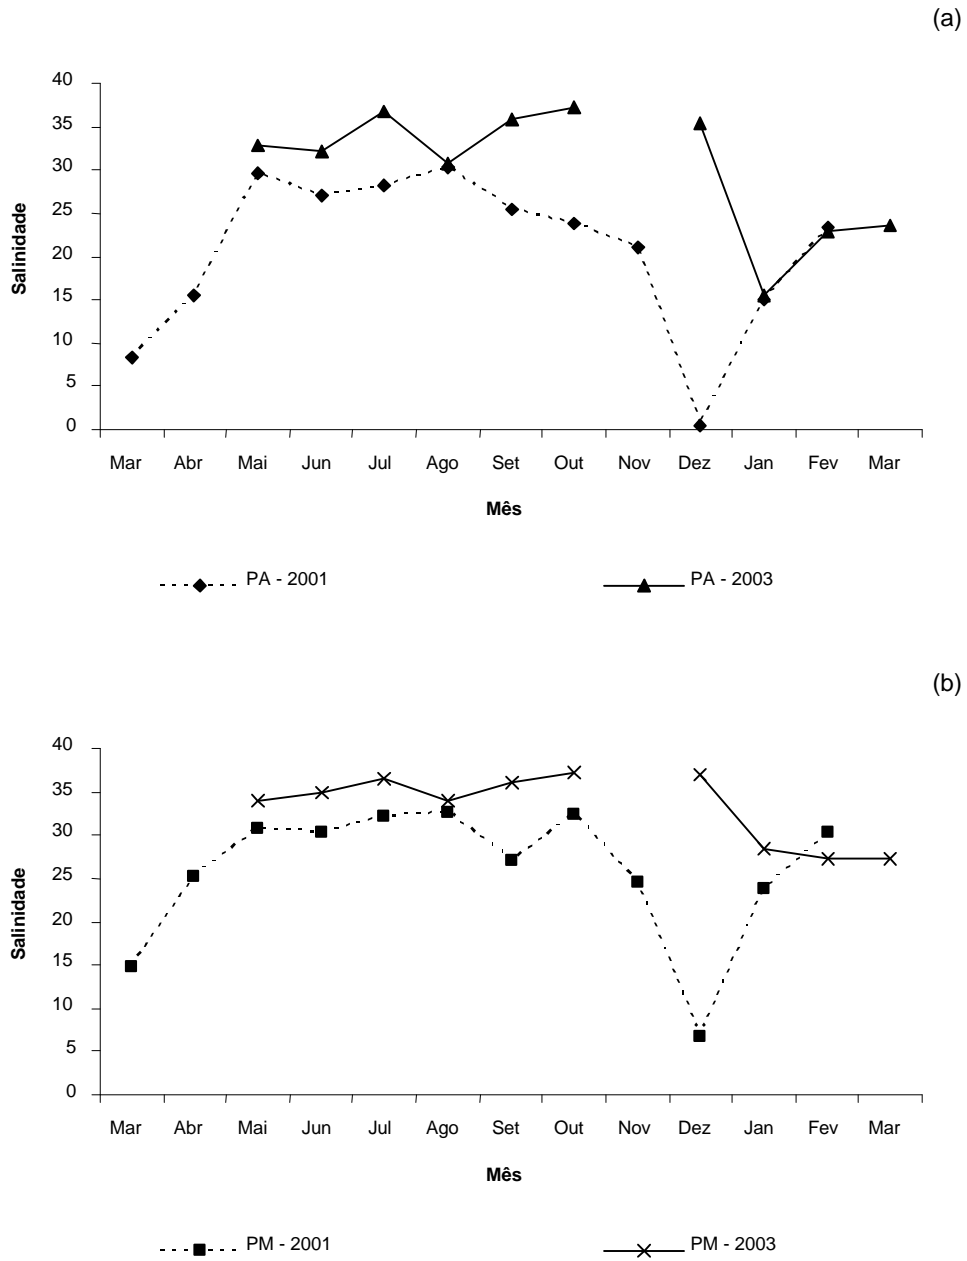 (a)
40
35
30
25
20
15
10
5
0
Salinidade
Mar Abr Mai Jun Jul Ago Set Out Nov Dez Jan Fev Mar
Mês
PA - 2001 PA - 2003
(b)
40
35
30
25
20
15
10
5
0
Salinidade
Mar Abr Mai Jun Jul Ago Set Out Nov Dez Jan Fev Mar
Mês
PM - 2001 PM - 2003